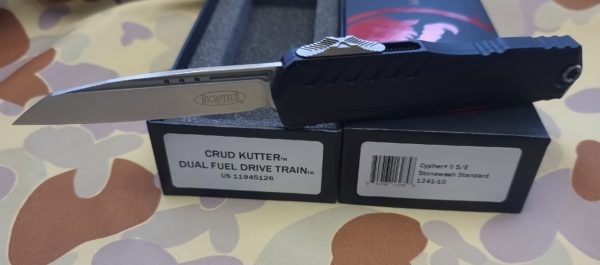 MICROTECH
CRUD KUTTER™
DUAL FUEL DRIVE TRAIN™
US 11945126
Cypher® II S/E
Stonewash Standard
1241-10